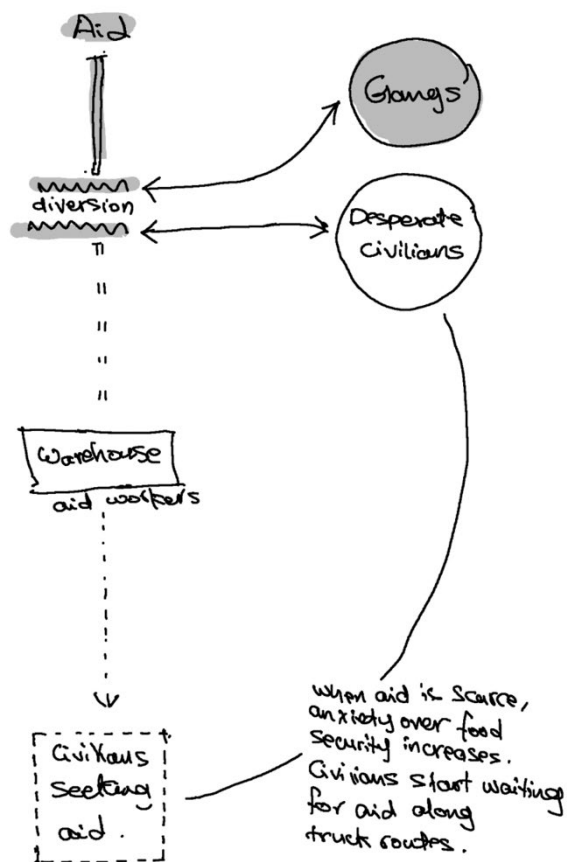 Aid
Gangs
diversion
Desperate
civilians
Warehouse
aid workers
when aid is scarce,
anxiety over food
security increases.
Civilians start waiting
for aid along
truck routes.
Civilians
seeking
aid.